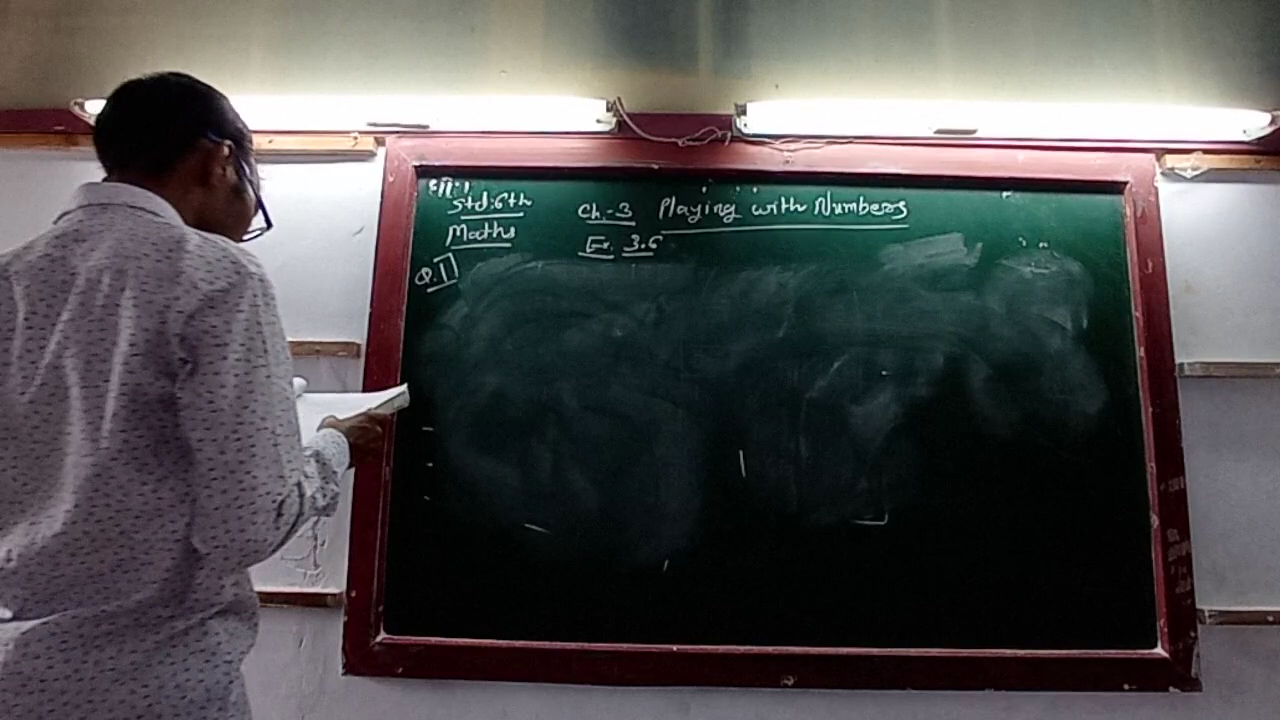 Std:6th
Ch.-3 Playing with Numbers
Maths
Ex. 3.6
Q.1